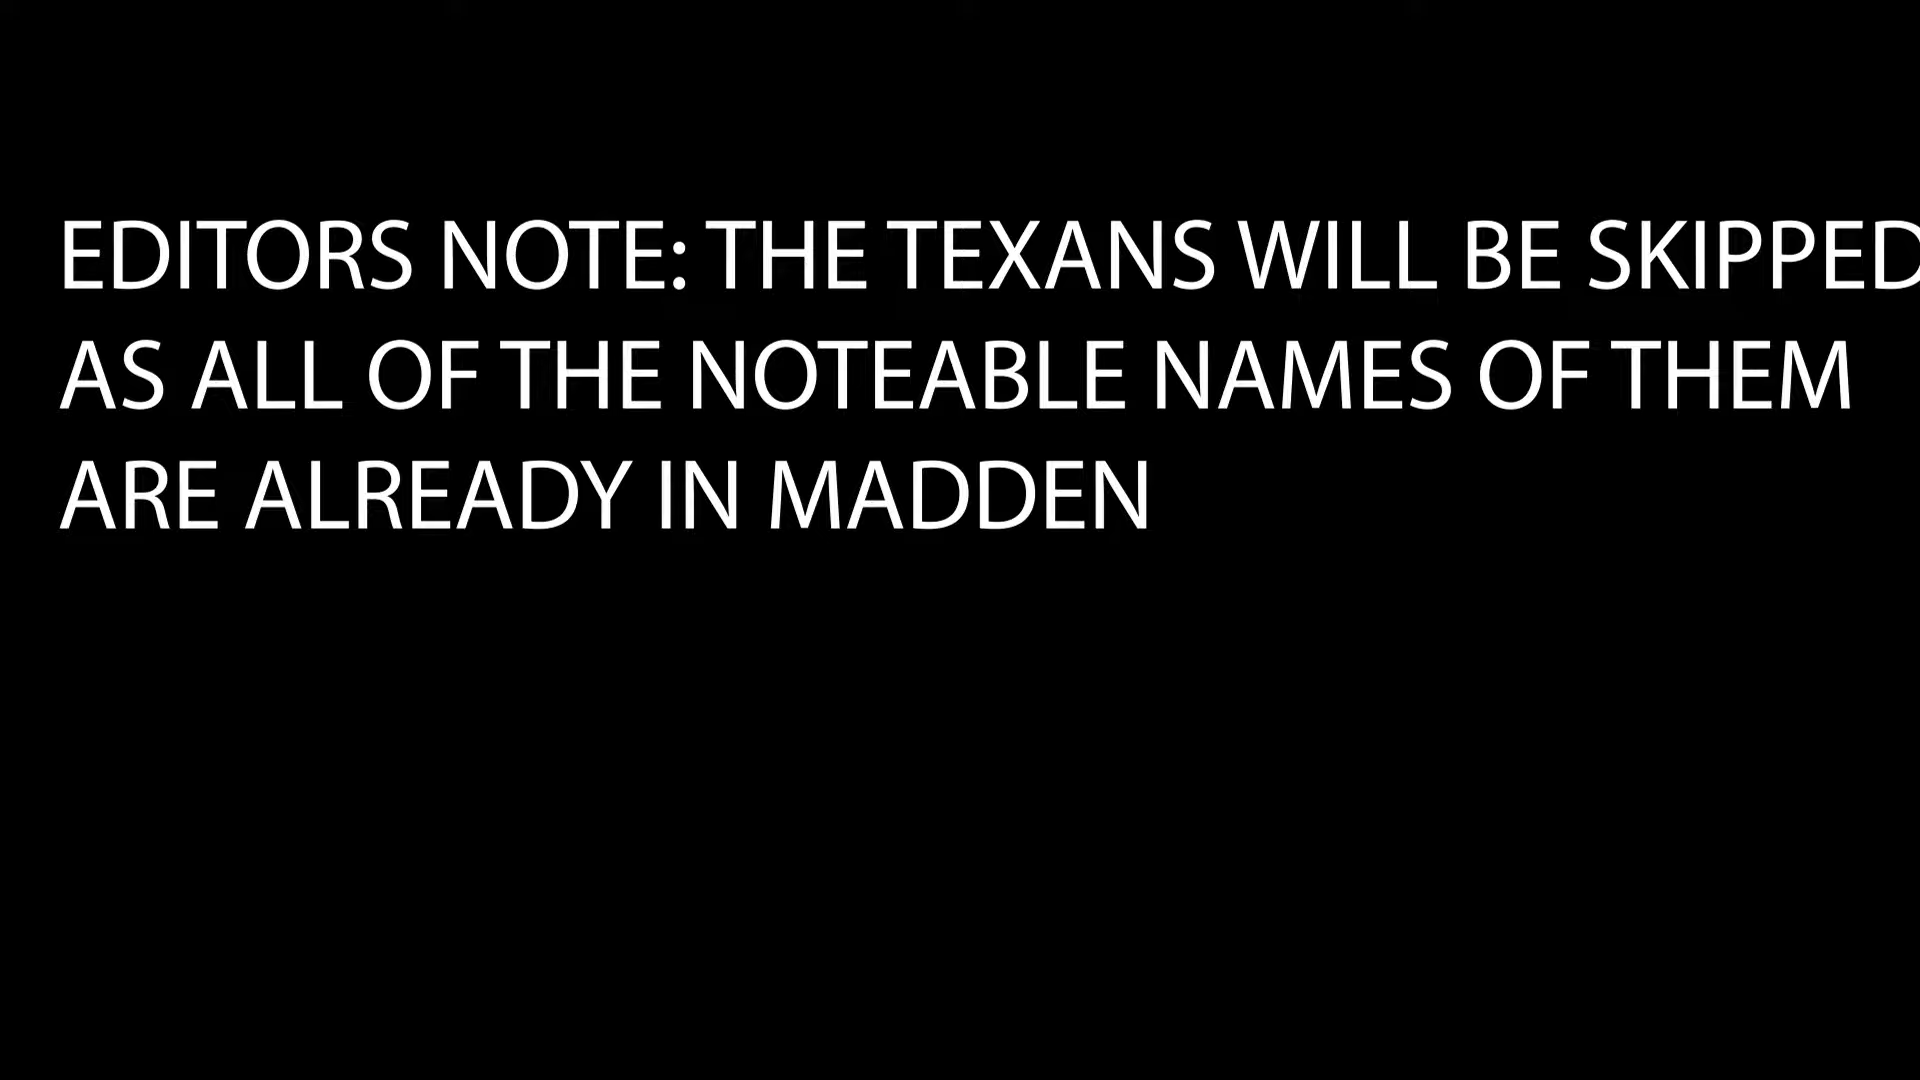 EDITORS NOTE: THE TEXANS WILL BE SKIPPED
AS ALL OF THE NOTEABLE NAMES OF THEM
ARE ALREADY IN MADDEN